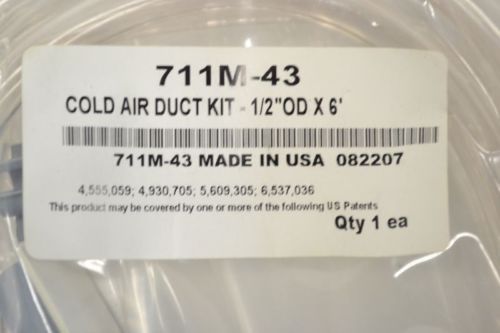 711M-43
COLD AIR DUCT KIT - 1/2"OD X 6'
711M-43 MADE IN USA 082207
4,555,059; 4,930,705; 5,609,305; 6,537,036
This product may be covered by one or more of the following US Patents
Qty 1 ea